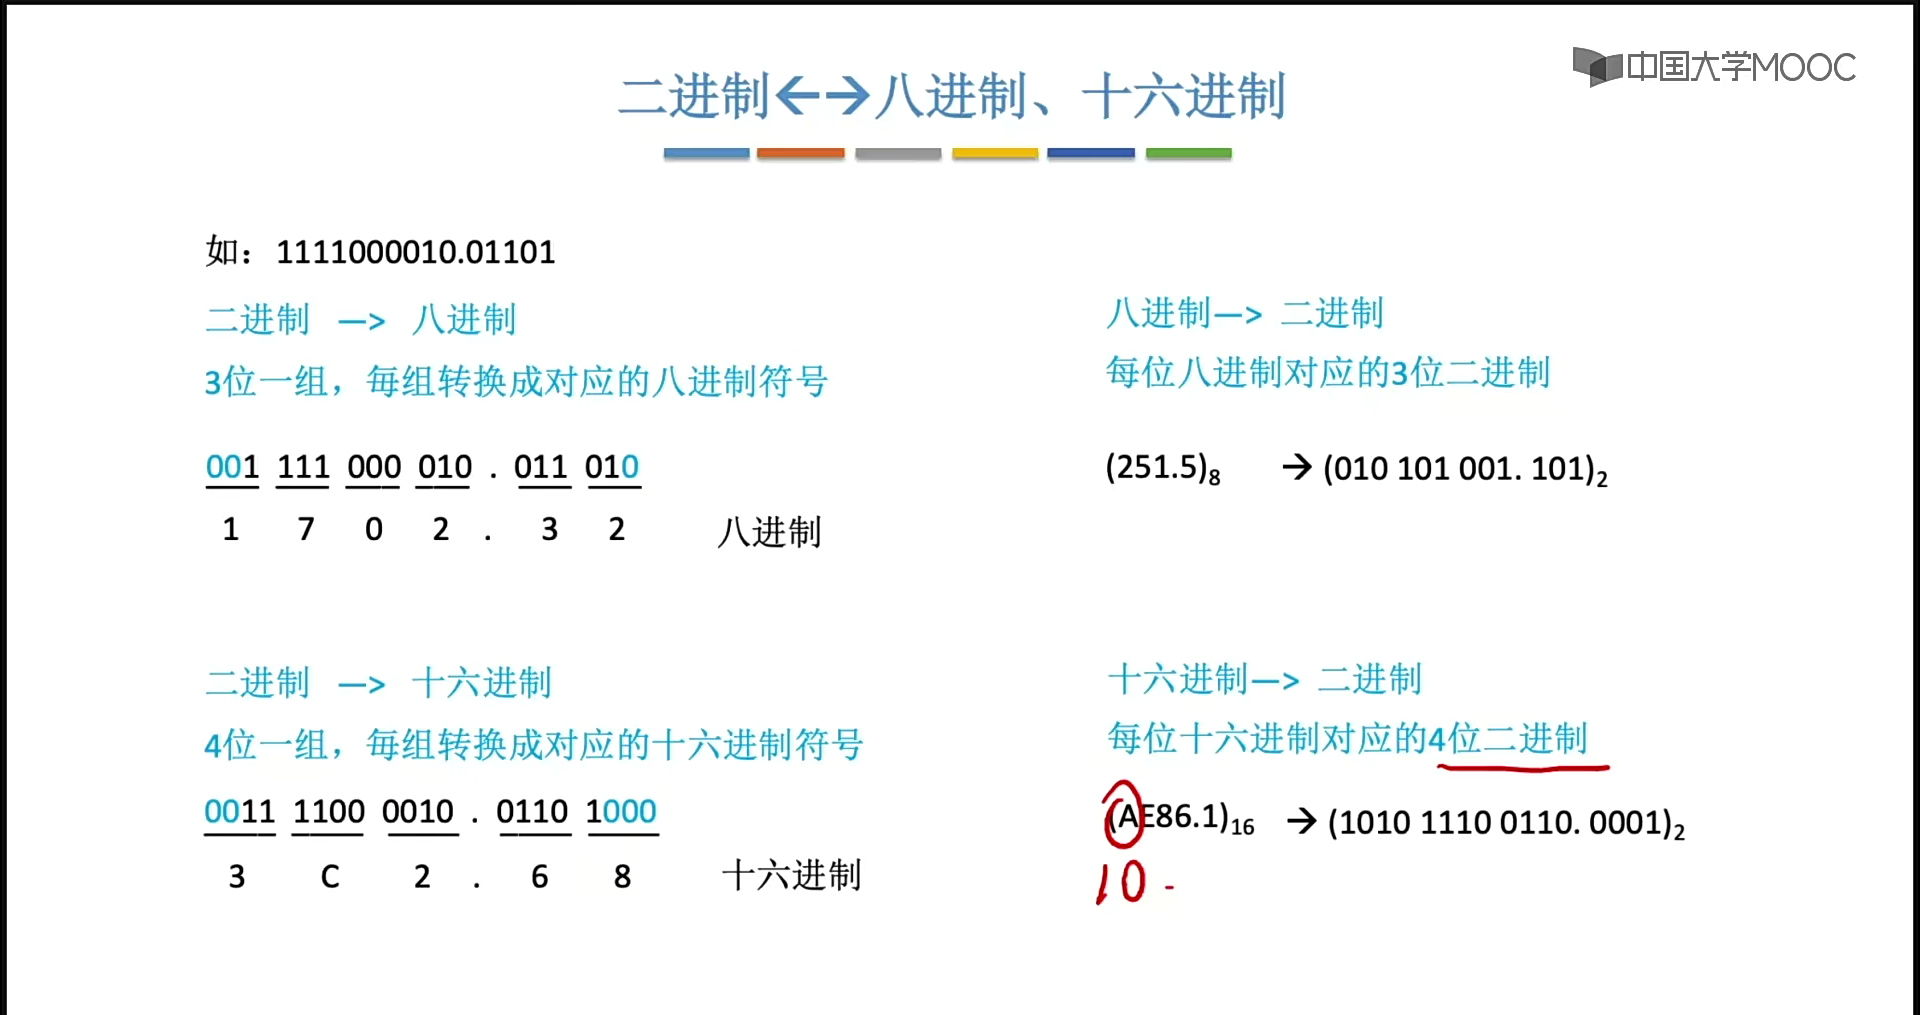 中国大学MOOC
二进制←→八进制、十六进制
如：1111000010.01101
二进制 —> 八进制
3位一组，每组转换成对应的八进制符号
001 111 000 010 . 011 010
1 7 0 2 . 3 2 八进制
二进制 —> 十六进制
4位一组，每组转换成对应的十六进制符号
0011 1100 0010 . 0110 1000
3 C 2 . 6 8 十六进制
八进制—> 二进制
每位八进制对应的3位二进制
(251.5)8 → (010 101 001. 101)2
十六进制—> 二进制
每位十六进制对应的4位二进制
(AE86.1)16 → (1010 1110 0110. 0001)2
10 -